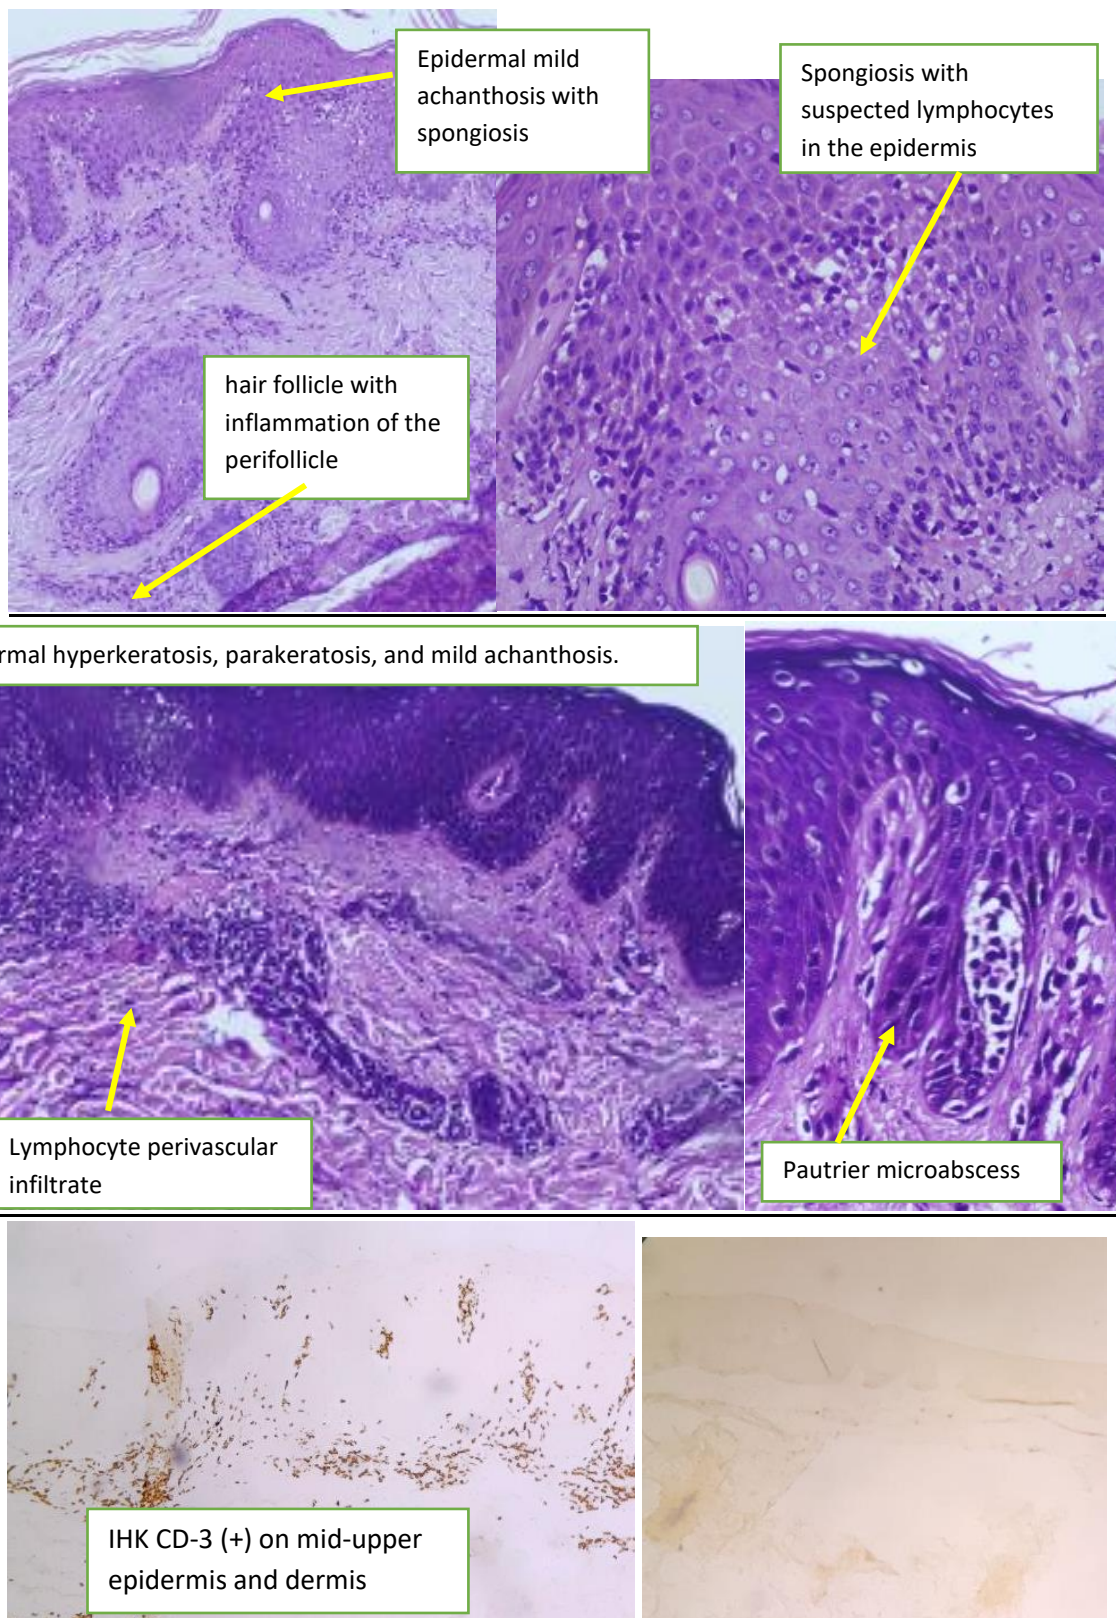 Epidermal mild
achanthosis with
spongiosis
Spongiosis with
suspected lymphocytes
in the epidermis
hair follicle with
inflammation of the
perifollicle
rmal hyperkeratosis, parakeratosis, and mild achanthosis.
Lymphocyte perivascular
infiltrate
Pautrier microabscess
IHK CD-3 (+) on mid-upper
epidermis and dermis